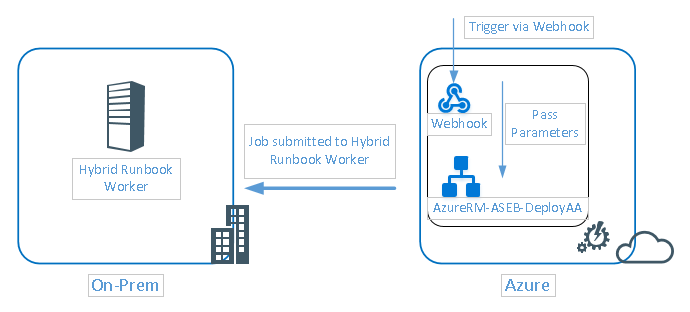 Trigger via Webhook
Webhook
Pass
Parameters
Job submitted to Hybrid
Runbook Worker
Hybrid Runbook
Worker
AzureRM-ASEB-DeployAA
On-Prem
Azure